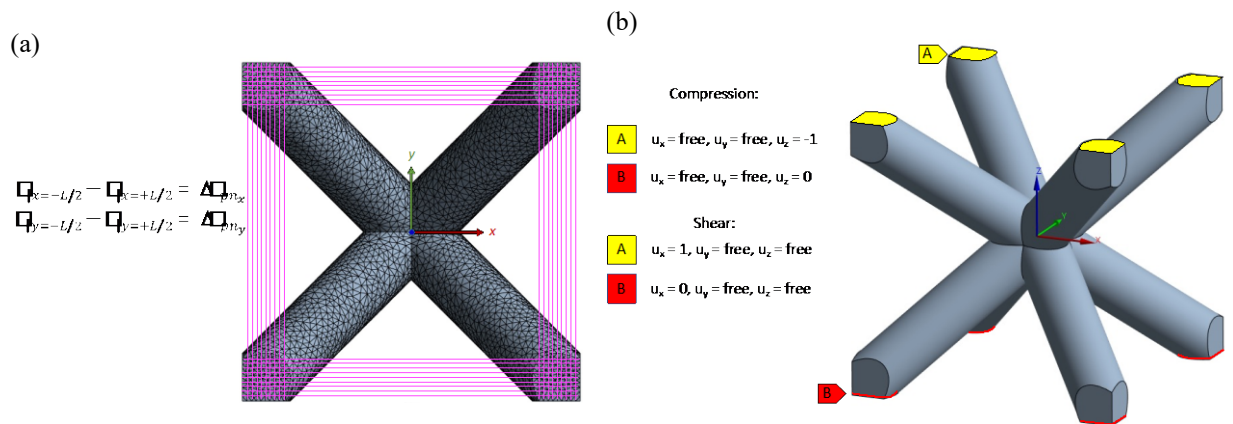 (a)
y
x
□|x=−L/2 − □|x=+L/2 = Δ□pnx
□|y=−L/2 − □|y=+L/2 = Δ□pny
(b)
Compression:
A ux = free, uy = free, uz = -1
B ux = free, uy = free, uz = 0
Shear:
A ux = 1, uy = free, uz = free
B ux = 0, uy = free, uz = free
A
z
Y
X
B